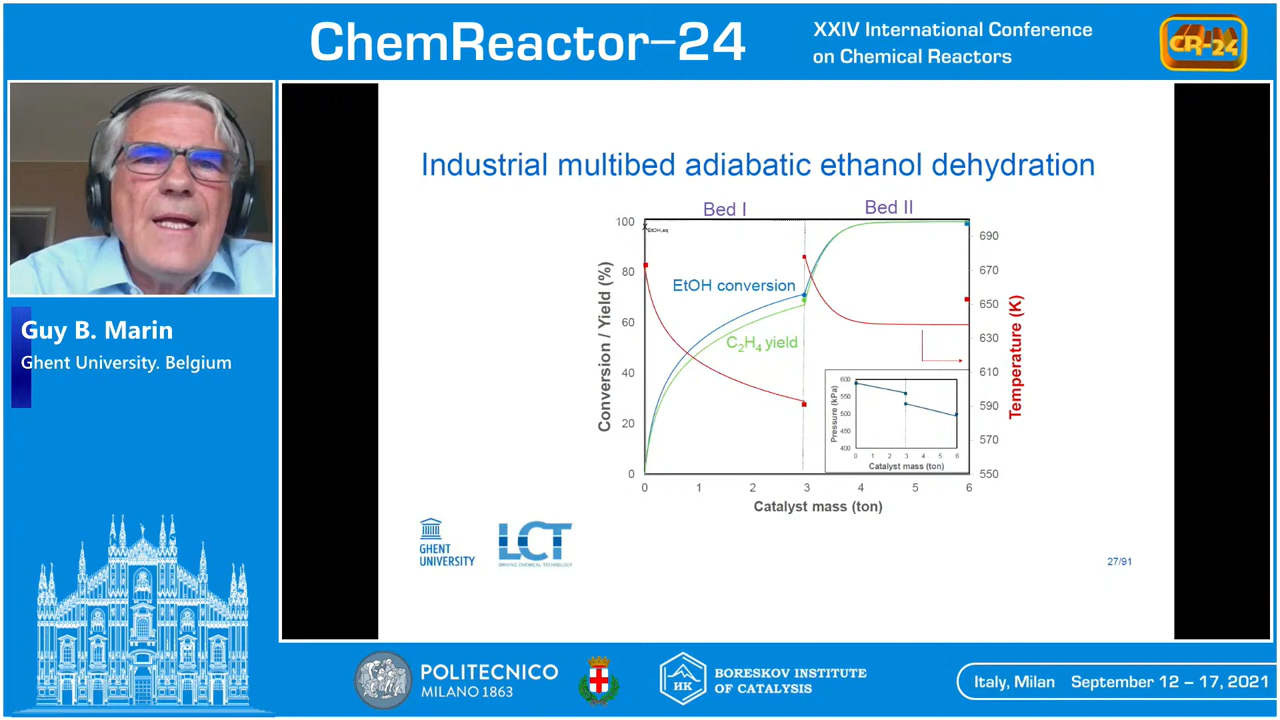 ChemReactor–24
XXIV International Conference
on Chemical Reactors
CR-24
Guy B. Marin
Ghent University. Belgium
Industrial multibed adiabatic ethanol dehydration
Bed I
Bed II
Conversion / Yield (%)
100
80
60
40
20
0
XEtOH,eq
EtOH conversion
C2H4 yield
690
670
650
630
610
590
570
550
Temperature (K)
Pressure (kPa)
600
550
500
450
400
0 1 2 3 4 5 6
Catalyst mass (ton)
0 1 2 3 4 5 6
Catalyst mass (ton)
GHENT
UNIVERSITY
LCT
27/91
POLITECNICO
MILANO 1863
НК
BORESKOV INSTITUTE
OF CATALYSIS
Italy, Milan September 12 – 17, 2021